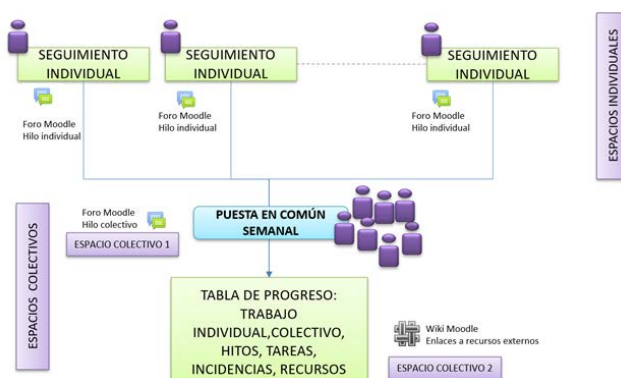 SEGUIMIENTO
INDIVIDUAL
SEGUIMIENTO
INDIVIDUAL
SEGUIMIENTO
INDIVIDUAL
Foro Moodle
Hilo individual
Foro Moodle
Hilo individual
Foro Moodle
Hilo individual
ESPACIOS INDIVIDUALES
ESPACIOS COLECTIVOS
Foro Moodle
Hilo colectivo
ESPACIO COLECTIVO 1
PUESTA EN COMÚN
SEMANAL
TABLA DE PROGRESO:
TRABAJO
INDIVIDUAL,COLECTIVO,
HITOS, TAREAS,
INCIDENCIAS, RECURSOS
Wiki Moodle
Enlaces a recursos externos
ESPACIO COLECTIVO 2